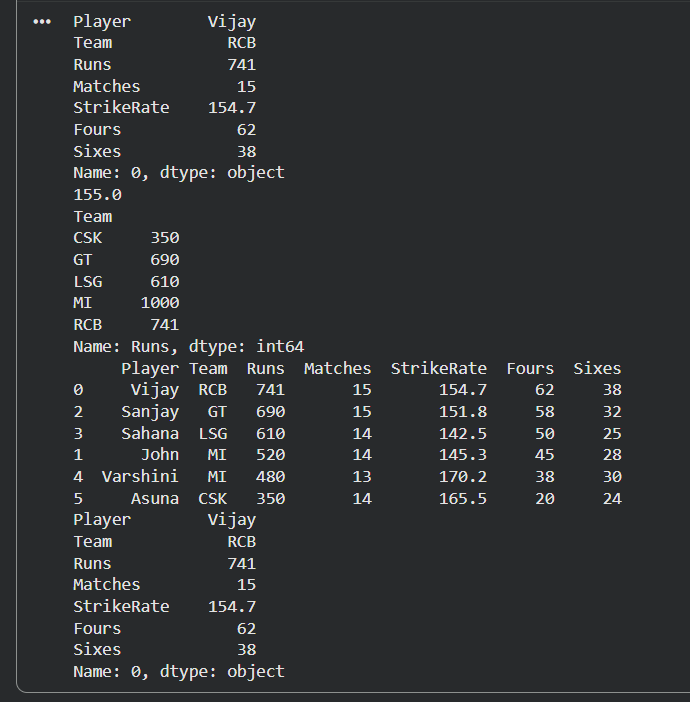 Player        Vijay
Team            RCB
Runs            741
Matches          15
StrikeRate    154.7
Fours            62
Sixes            38
Name: 0, dtype: object
155.0
Team
CSK     350
GT      690
LSG     610
MI     1000
RCB     741
Name: Runs, dtype: int64
     Player Team  Runs  Matches  StrikeRate  Fours  Sixes
0     Vijay  RCB   741       15       154.7     62     38
2    Sanjay   GT   690       15       151.8     58     32
3    Sahana  LSG   610       14       142.5     50     25
1      John   MI   520       14       145.3     45     28
4  Varshini   MI   480       13       170.2     38     30
5     Asuna  CSK   350       14       165.5     20     24
Player        Vijay
Team            RCB
Runs            741
Matches          15
StrikeRate    154.7
Fours            62
Sixes            38
Name: 0, dtype: object